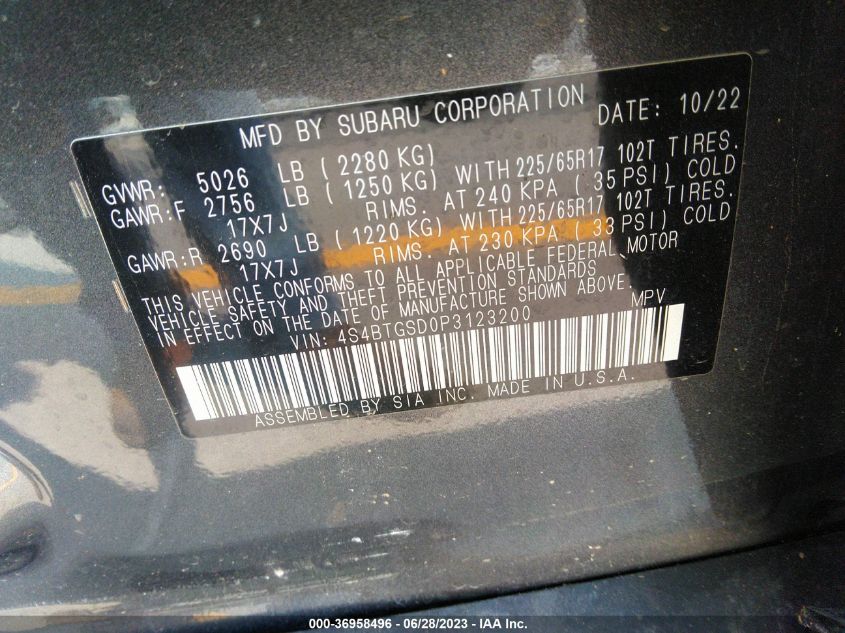 MFD BY SUBARU CORPORATION DATE: 10/22
GVWR: 5026 LB ( 2280 KG)
GAWR:F 2756 LB ( 1250 KG) WITH 225/65R17 102T TIRES.
17X7J RIMS. AT 240 KPA ( 35 PSI) COLD
GAWR:R 2690 LB ( 1220 KG) WITH 225/65R17 102T TIRES.
17X7J RIMS. AT 230 KPA ( 33 PSI) COLD
THIS VEHICLE CONFORMS TO ALL APPLICABLE FEDERAL MOTOR
VEHICLE SAFETY AND THEFT PREVENTION STANDARDS
IN EFFECT ON THE DATE OF MANUFACTURE SHOWN ABOVE.
VIN: 4S4BTGSD0P3123200 MPV
ASSEMBLED BY SIA INC. MADE IN U.S.A.
000-36958496 - 06/28/2023 - IAA Inc.